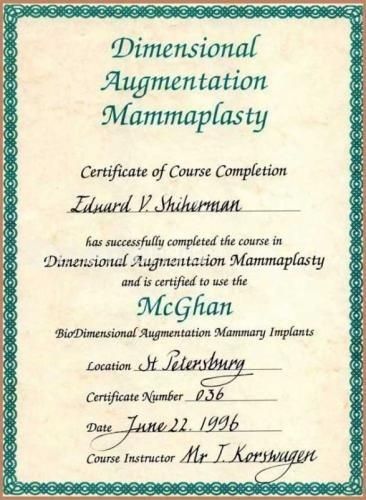 Dimensional
Augmentation
Mammaplasty
Certificate of Course Completion
Eduard V. Shiherman
has successfully completed the course in
Dimensional Augmentation Mammaplasty
and is certified to use the
McGhan
BioDimensional Augmentation Mammary Implants
Location St Petersburg
Certificate Number 036
Date June 22. 1996
Course Instructor Mr T. Korswagen